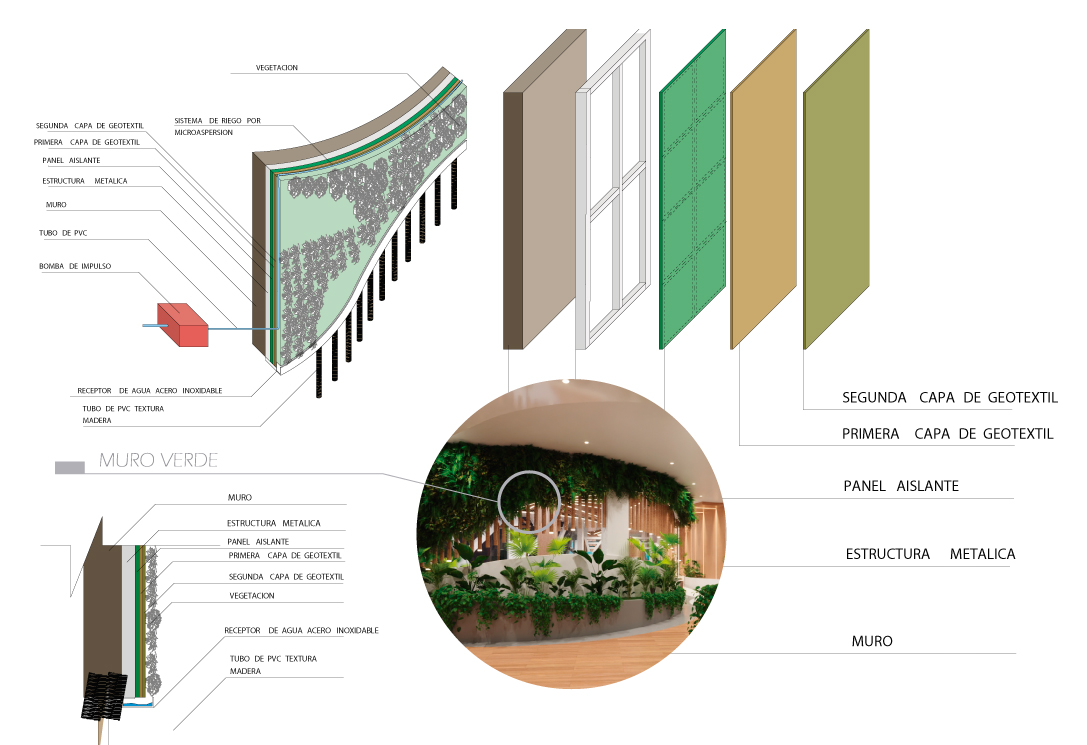 VEGETACION
SISTEMA DE RIEGO POR
MICROASPERSION
SEGUNDA CAPA DE GEOTEXTIL
PRIMERA CAPA DE GEOTEXTIL
PANEL AISLANTE
ESTRUCTURA METALICA
MURO
TUBO DE PVC
BOMBA DE IMPULSO
RECEPTOR DE AGUA ACERO INOXIDABLE
TUBO DE PVC TEXTURA
MADERA
SEGUNDA CAPA DE GEOTEXTIL
PRIMERA CAPA DE GEOTEXTIL
PANEL AISLANTE
ESTRUCTURA METALICA
MURO
MURO VERDE
MURO
ESTRUCTURA METALICA
PANEL AISLANTE
PRIMERA CAPA DE GEOTEXTIL
SEGUNDA CAPA DE GEOTEXTIL
VEGETACION
RECEPTOR DE AGUA ACERO INOXIDABLE
TUBO DE PVC TEXTURA
MADERA